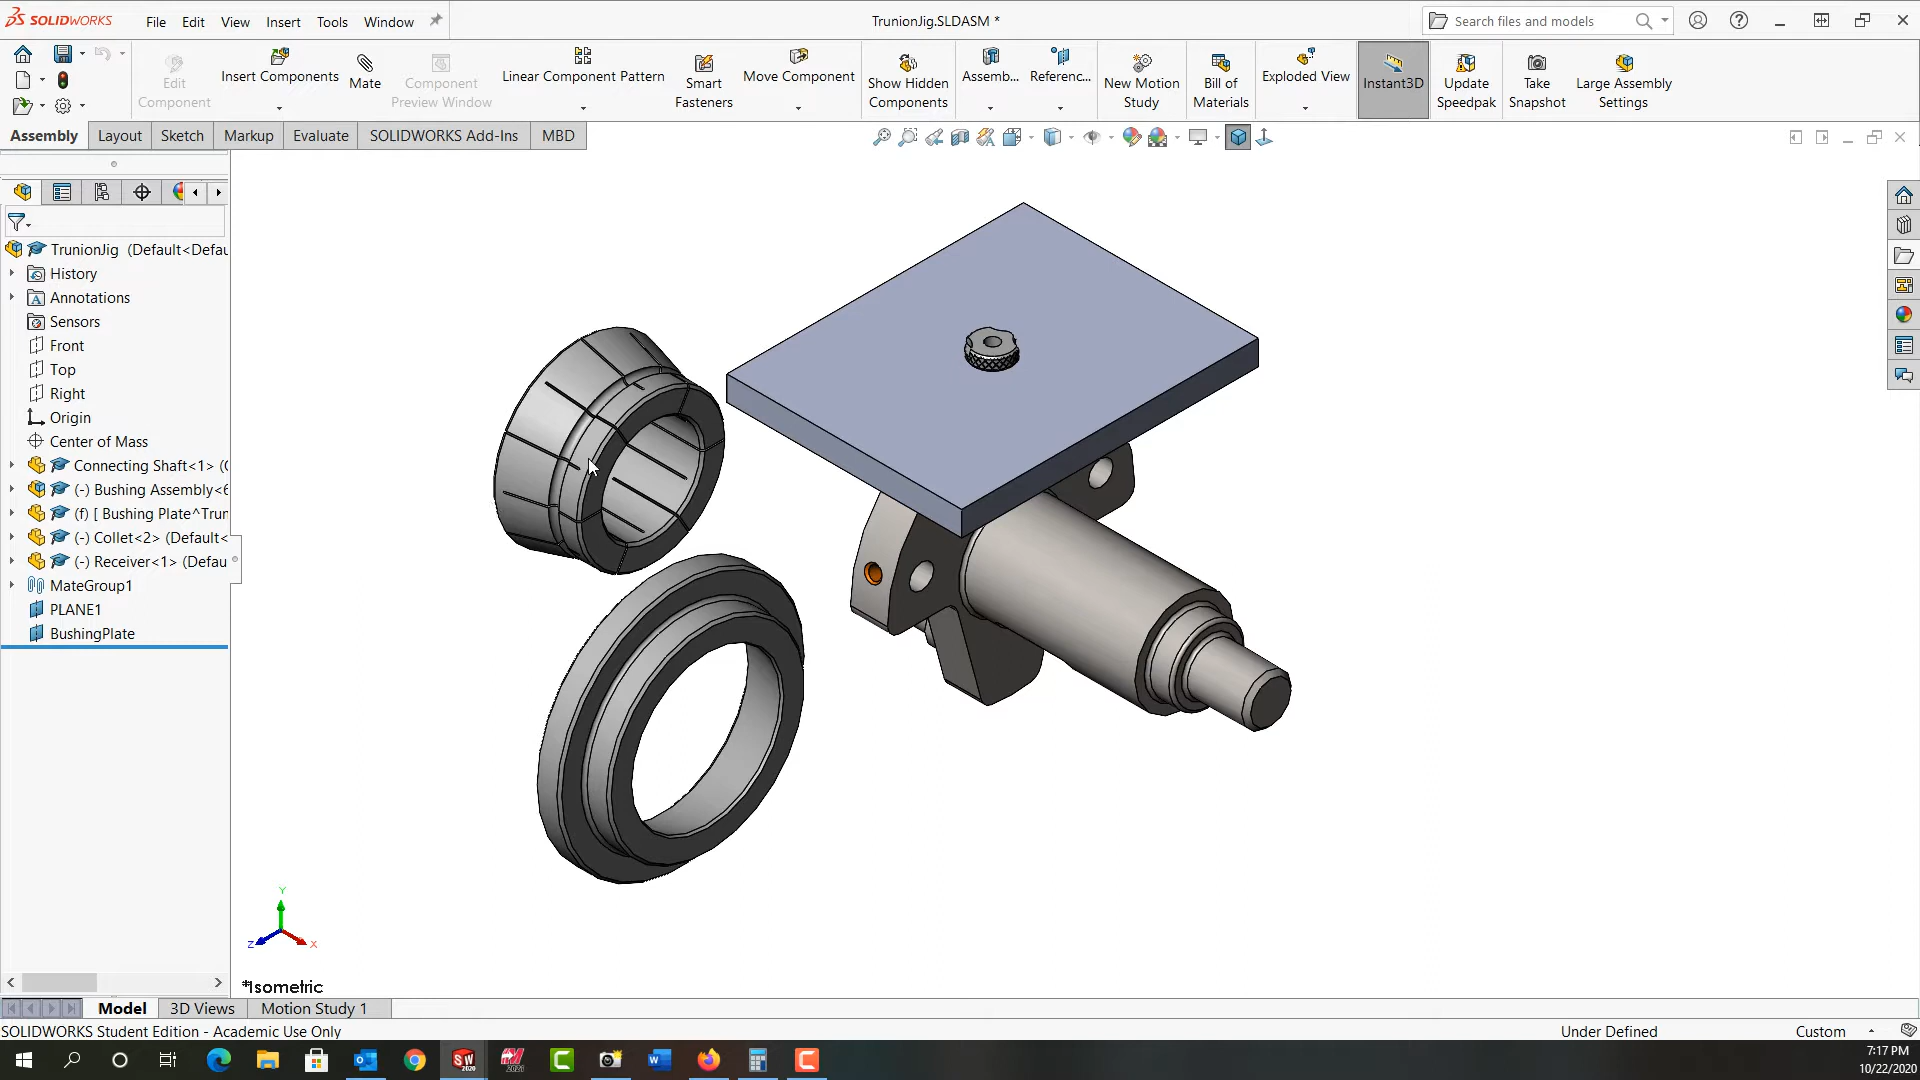 SOLIDWORKS File Edit View Insert Tools Window TrunionJig.SLDASM * Search files and models
Edit Component
Insert Components
Mate
Component Preview Window
Linear Component Pattern
Smart Fasteners
Move Component
Show Hidden Components
Assemb...
Referenc...
New Motion Study
Bill of Materials
Exploded View
Instant3D
Update Speedpak
Take Snapshot
Large Assembly Settings
Assembly Layout Sketch Markup Evaluate SOLIDWORKS Add-Ins MBD
TrunionJig (Default<Defau
History
Annotations
Sensors
Front
Top
Right
Origin
Center of Mass
Connecting Shaft<1> (
(-) Bushing Assembly<6
(f) [ Bushing Plate^Trun
(-) Collet<2> (Default<
(-) Receiver<1> (Defau
MateGroup1
PLANE1
BushingPlate
Y
Z
X
*Isometric
Model 3D Views Motion Study 1
SOLIDWORKS Student Edition - Academic Use Only Under Defined Custom
7:17 PM
10/22/2020